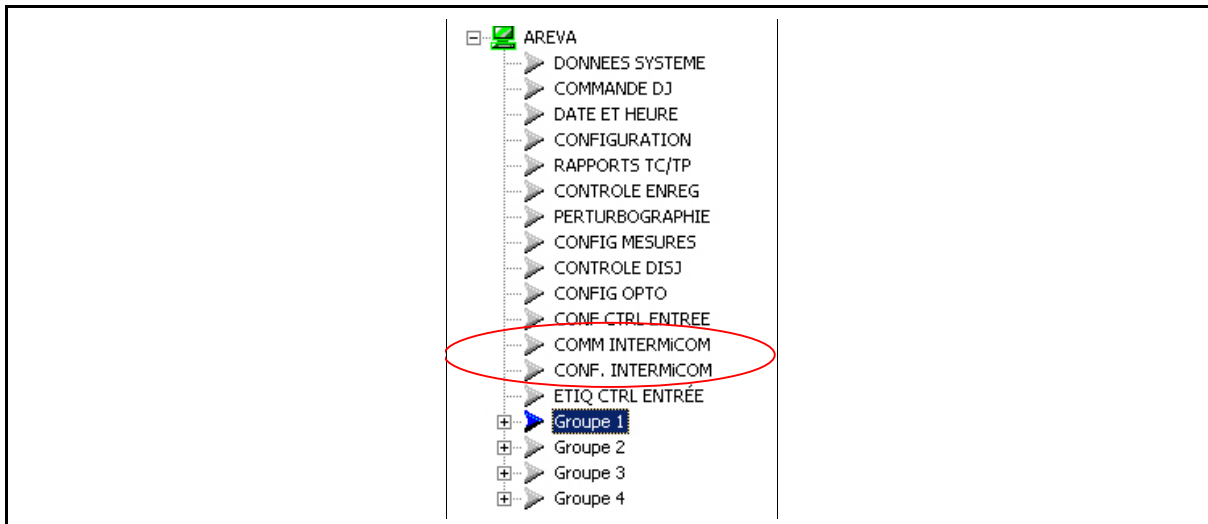 AREVA
DONNEES SYSTEME
COMMANDE DJ
DATE ET HEURE
CONFIGURATION
RAPPORTS TC/TP
CONTROLE ENREG
PERTURBOGRAPHIE
CONFIG MESURES
CONTROLE DISJ
CONFIG OPTO
CONF CTRL ENTREE
COMM INTERMiCOM
CONF. INTERMiCOM
ETIQ CTRL ENTRÉE
Groupe 1
Groupe 2
Groupe 3
Groupe 4